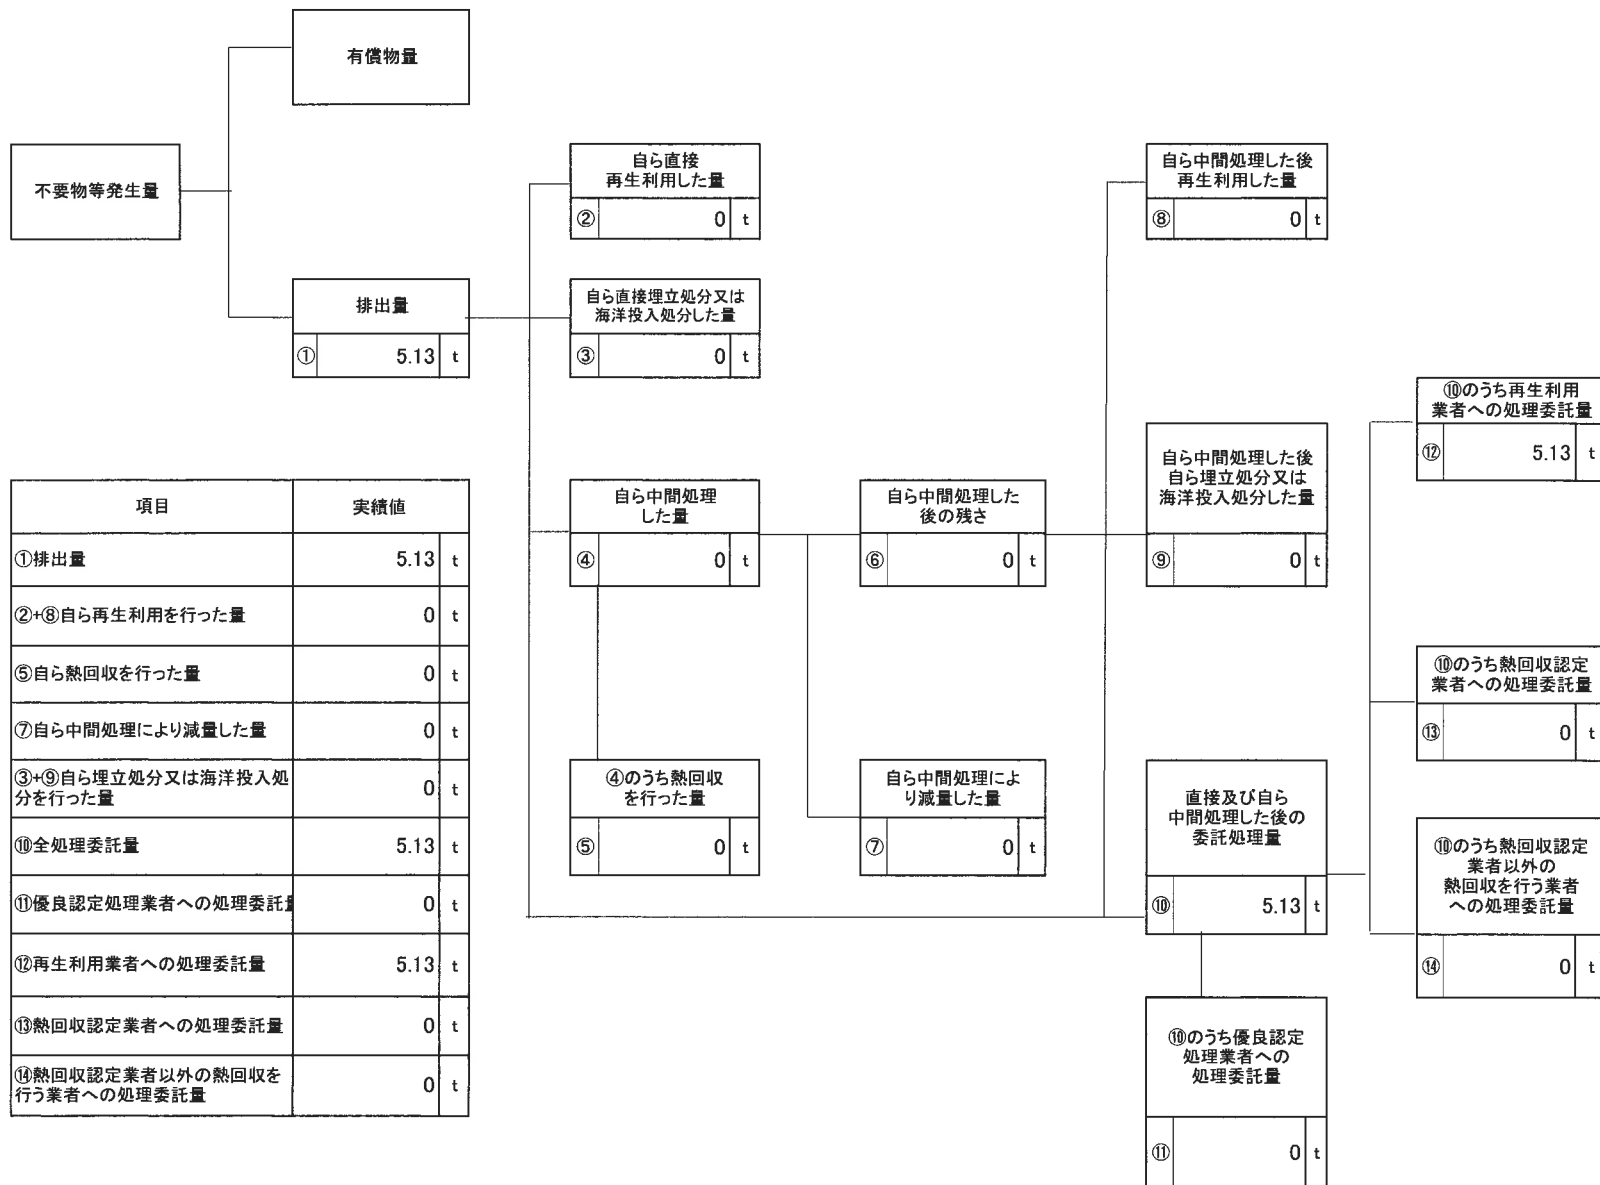 有償物量
不要物等発生量
排出量
① 5.13 t
自ら直接
再生利用した量
② 0 t
自ら直接埋立処分又は
海洋投入処分した量
③ 0 t
自ら中間処理した後
再生利用した量
⑧ 0 t
自ら中間処理
した量
④ 0 t
自ら中間処理した
後の残さ
⑥ 0 t
自ら中間処理した後
自ら埋立処分又は
海洋投入処分した量
⑨ 0 t
⑩のうち再生利用
業者への処理委託量
⑫ 5.13 t
⑩のうち熱回収認定
業者への処理委託量
⑬ 0 t
④のうち熱回収
を行った量
⑤ 0 t
自ら中間処理によ
り減量した量
⑦ 0 t
直接及び自ら
中間処理した後の
委託処理量
⑩ 5.13 t
⑩のうち熱回収認定
業者以外の
熱回収を行う業者
への処理委託量
⑭ 0 t
⑩のうち優良認定
処理業者への
処理委託量
⑪ 0 t
項目 実績値
①排出量 5.13 t
②+⑧自ら再生利用を行った量 0 t
⑤自ら熱回収を行った量 0 t
⑦自ら中間処理により減量した量 0 t
③+⑨自ら埋立処分又は海洋投入処
分を行った量 0 t
⑩全処理委託量 5.13 t
⑪優良認定処理業者への処理委託量 0 t
⑫再生利用業者への処理委託量 5.13 t
⑬熱回収認定業者への処理委託量 0 t
⑭熱回収認定業者以外の熱回収を
行う業者への処理委託量 0 t